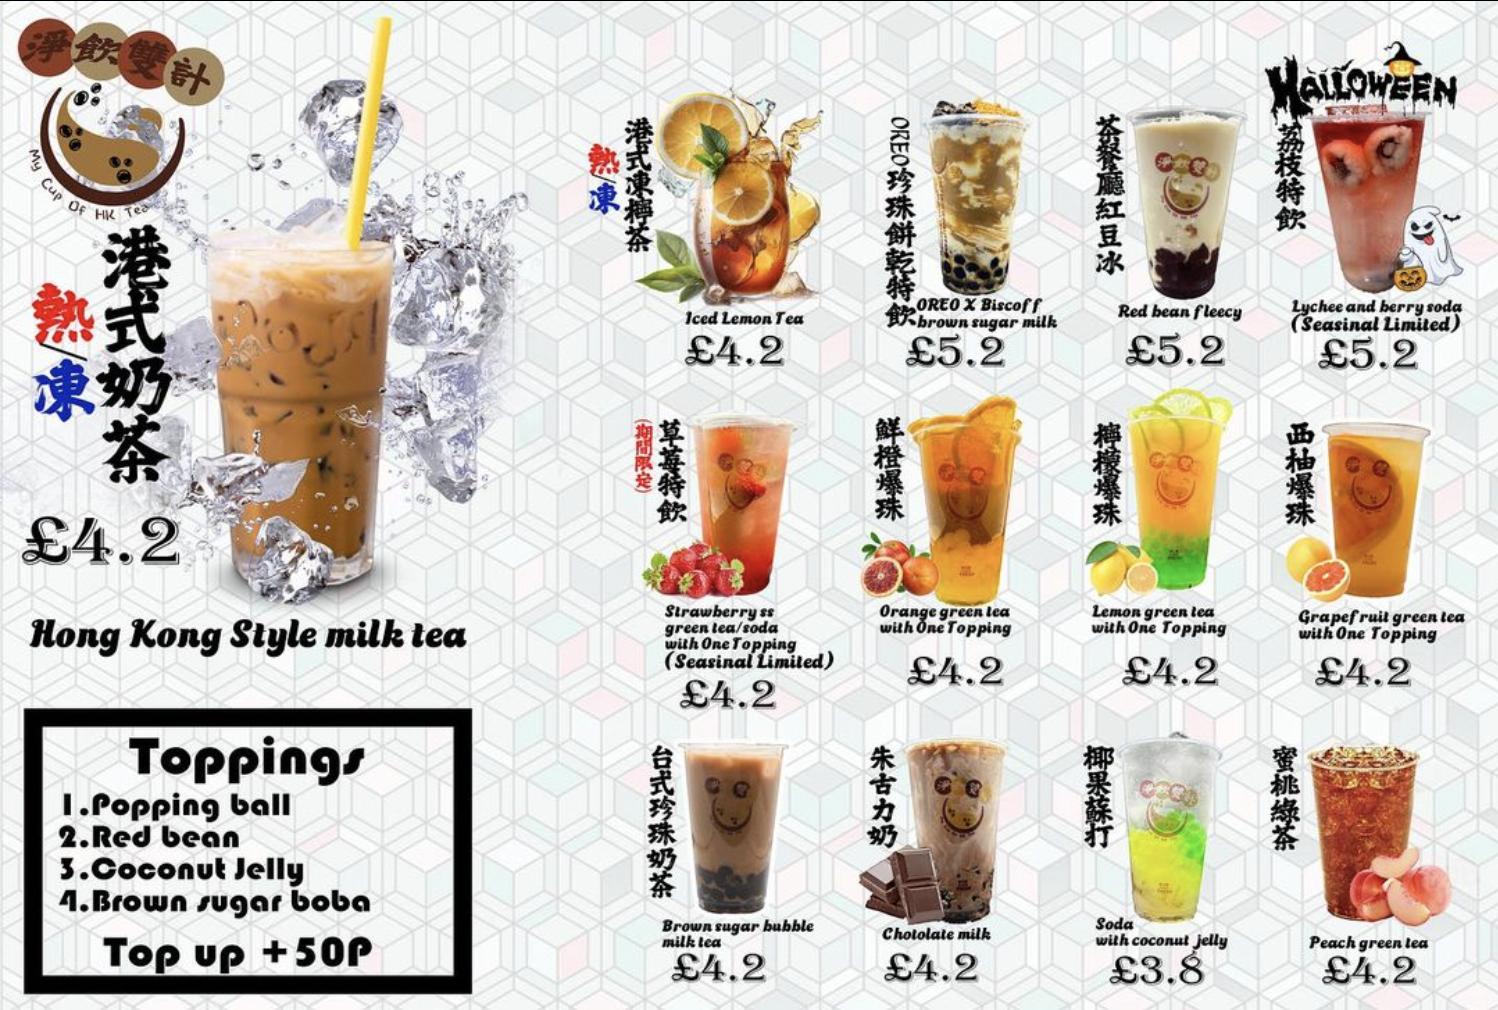 淨飲雙計
My Cup Of HK Tea
港式奶茶
熱/凍
£4.2
Hong Kong Style milk tea
Toppings
1.Popping ball
2.Red bean
3.Coconut Jelly
4.Brown sugar boba
Top up +50P
港式凍檸茶
熱/凍
Iced Lemon Tea
£4.2
OREO珍珠餅乾特飲
OREO X Biscoff
brown sugar milk
£5.2
茶餐廳紅豆冰
Red bean fleecy
£5.2
HALLOWEEN
荔枝特飲
Lychee and berry soda
(Seasinal Limited)
£5.2
草莓特飲
(期間限定)
Strawberry ss
green tea/soda
with One Topping
(Seasinal Limited)
£4.2
鮮橙爆珠
Orange green tea
with One Topping
£4.2
檸檬爆珠
Lemon green tea
with One Topping
£4.2
西柚爆珠
Grapefruit green tea
with One Topping
£4.2
台式珍珠奶茶
Brown sugar bubble
milk tea
£4.2
朱古力奶
Chotolate milk
£4.2
椰果蘇打
Soda
with coconut jelly
£3.8
蜜桃綠茶
Peach green tea
£4.2